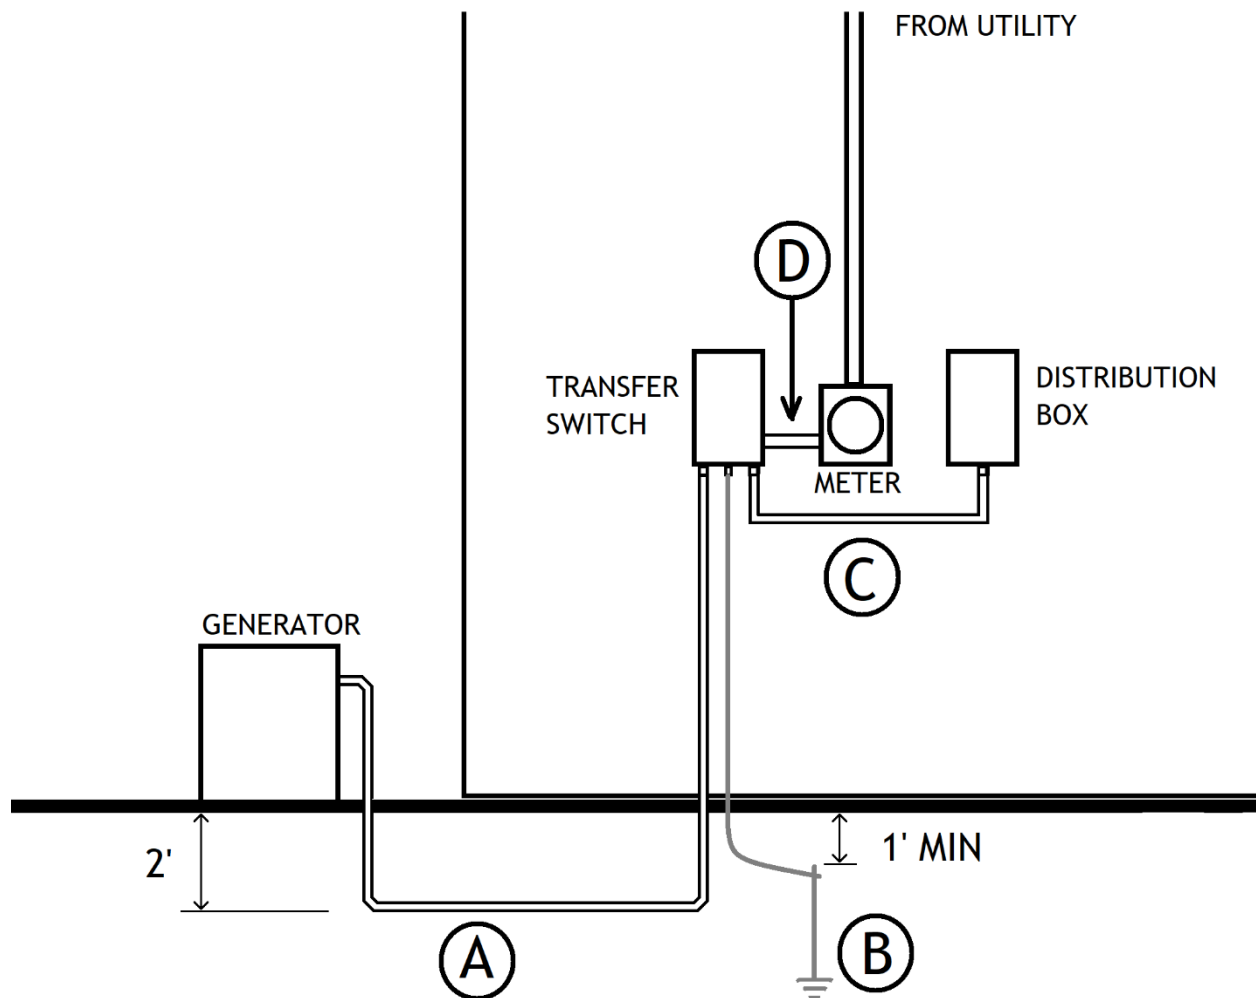 FROM UTILITY
D
TRANSFER
SWITCH
DISTRIBUTION
BOX
METER
C
GENERATOR
2'
1' MIN
A
B